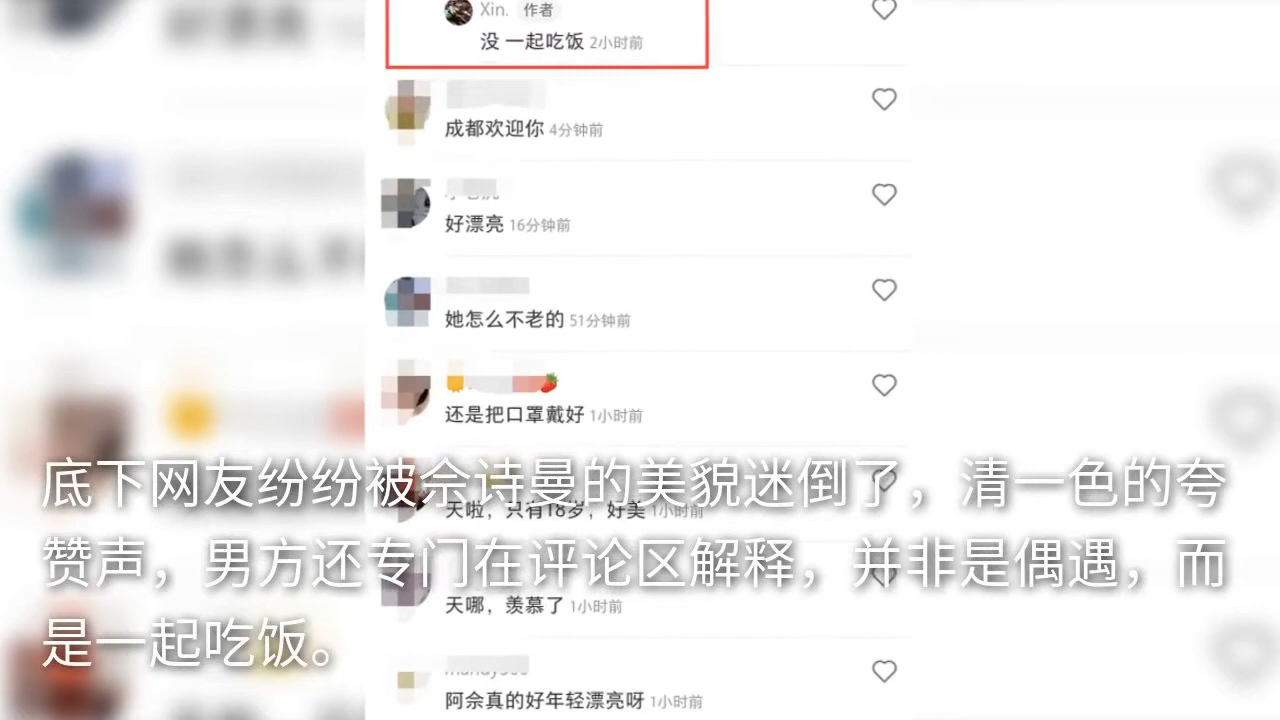 Xin. 作者
没 一起吃饭 2小时前
成都欢迎你 4分钟前
好漂亮 16分钟前
她怎么不老的 51分钟前
还是把口罩戴好 1小时前
底下网友纷纷被佘诗曼的美貌迷倒了，清一色的夸
天啦，只有18岁，好美 1小时前
赞声，男方还专门在评论区解释，并非是偶遇，而
天哪，羡慕了 1小时前
是一起吃饭。
阿佘真的好年轻漂亮呀 1小时前